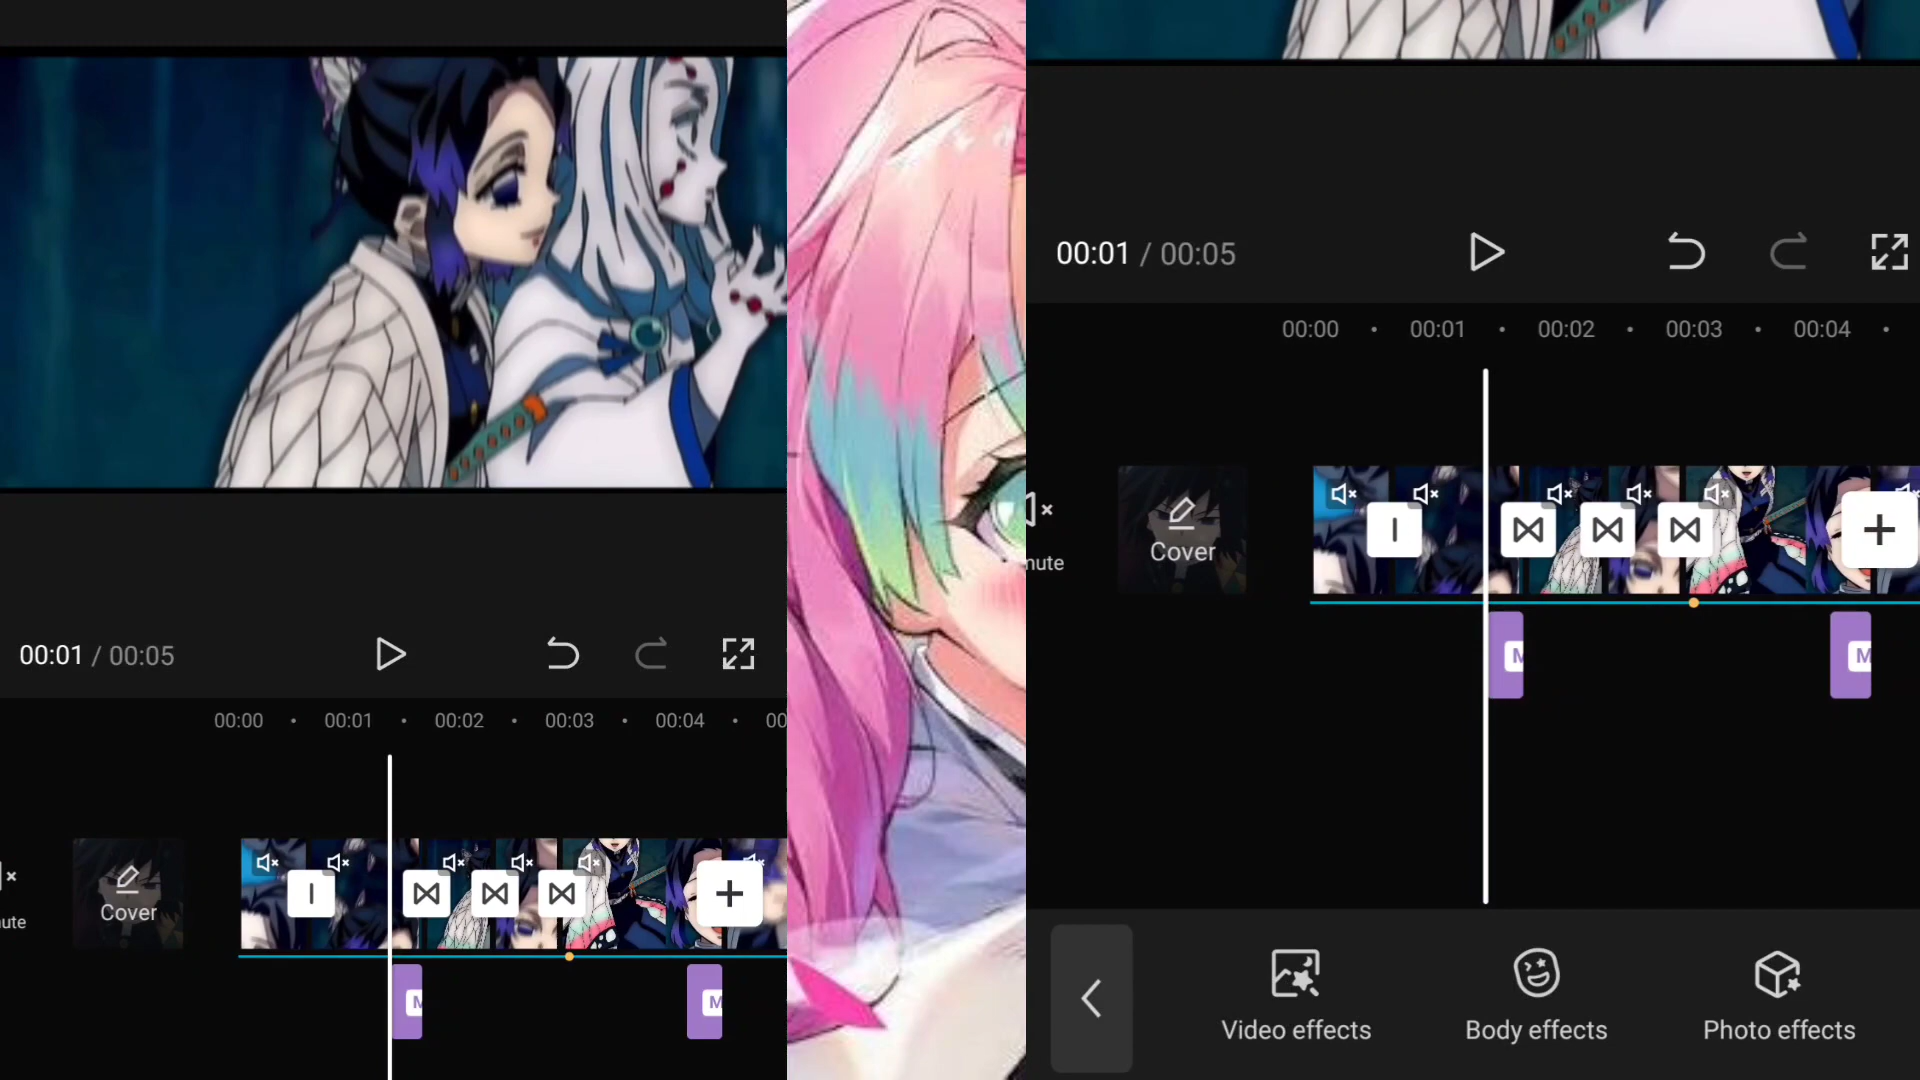 00:01 / 00:05
00:00 00:01 00:02 00:03 00:04 00
ute
Cover
M
M
00:01 / 00:05
00:00 00:01 00:02 00:03 00:04
nute
Cover
M
M
Video effects
Body effects
Photo effects